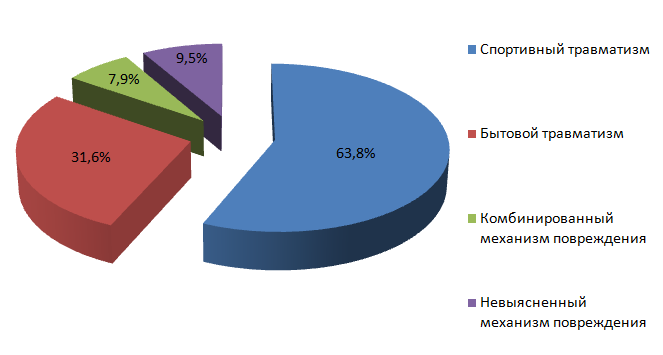 9,5%
7,9%
31,6%
63,8%
Спортивный травматизм
Бытовой травматизм
Комбинированный
механизм повреждения
Невыясненный
механизм повреждения